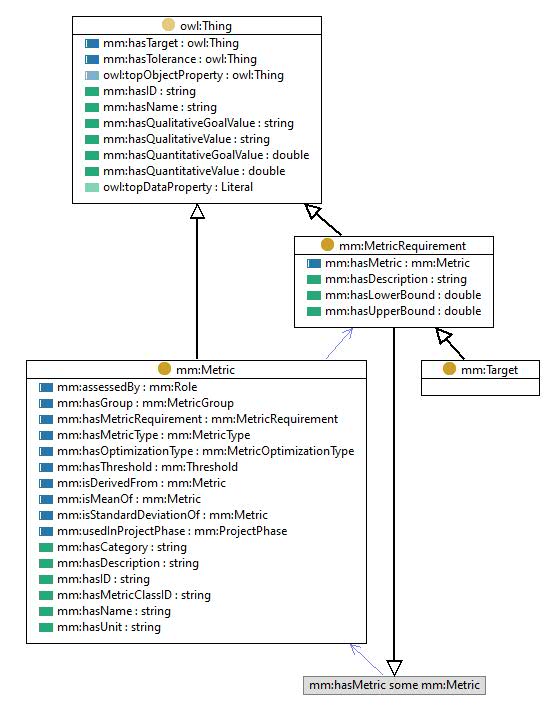 owl:Thing
mm:hasTarget : owl:Thing
mm:hasTolerance : owl:Thing
owl:topObjectProperty : owl:Thing
mm:hasID : string
mm:hasName : string
mm:hasQualitativeGoalValue : string
mm:hasQualitativeValue : string
mm:hasQuantitativeGoalValue : double
mm:hasQuantitativeValue : double
owl:topDataProperty : Literal
mm:MetricRequirement
mm:hasMetric : mm:Metric
mm:hasDescription : string
mm:hasLowerBound : double
mm:hasUpperBound : double
mm:Metric
mm:assessedBy : mm:Role
mm:hasGroup : mm:MetricGroup
mm:hasMetricRequirement : mm:MetricRequirement
mm:hasMetricType : mm:MetricType
mm:hasOptimizationType : mm:MetricOptimizationType
mm:hasThreshold : mm:Threshold
mm:isDerivedFrom : mm:Metric
mm:isMeanOf : mm:Metric
mm:isStandardDeviationOf : mm:Metric
mm:usedInProjectPhase : mm:ProjectPhase
mm:hasCategory : string
mm:hasDescription : string
mm:hasID : string
mm:hasMetricClassID : string
mm:hasName : string
mm:hasUnit : string
mm:Target
mm:hasMetric some mm:Metric